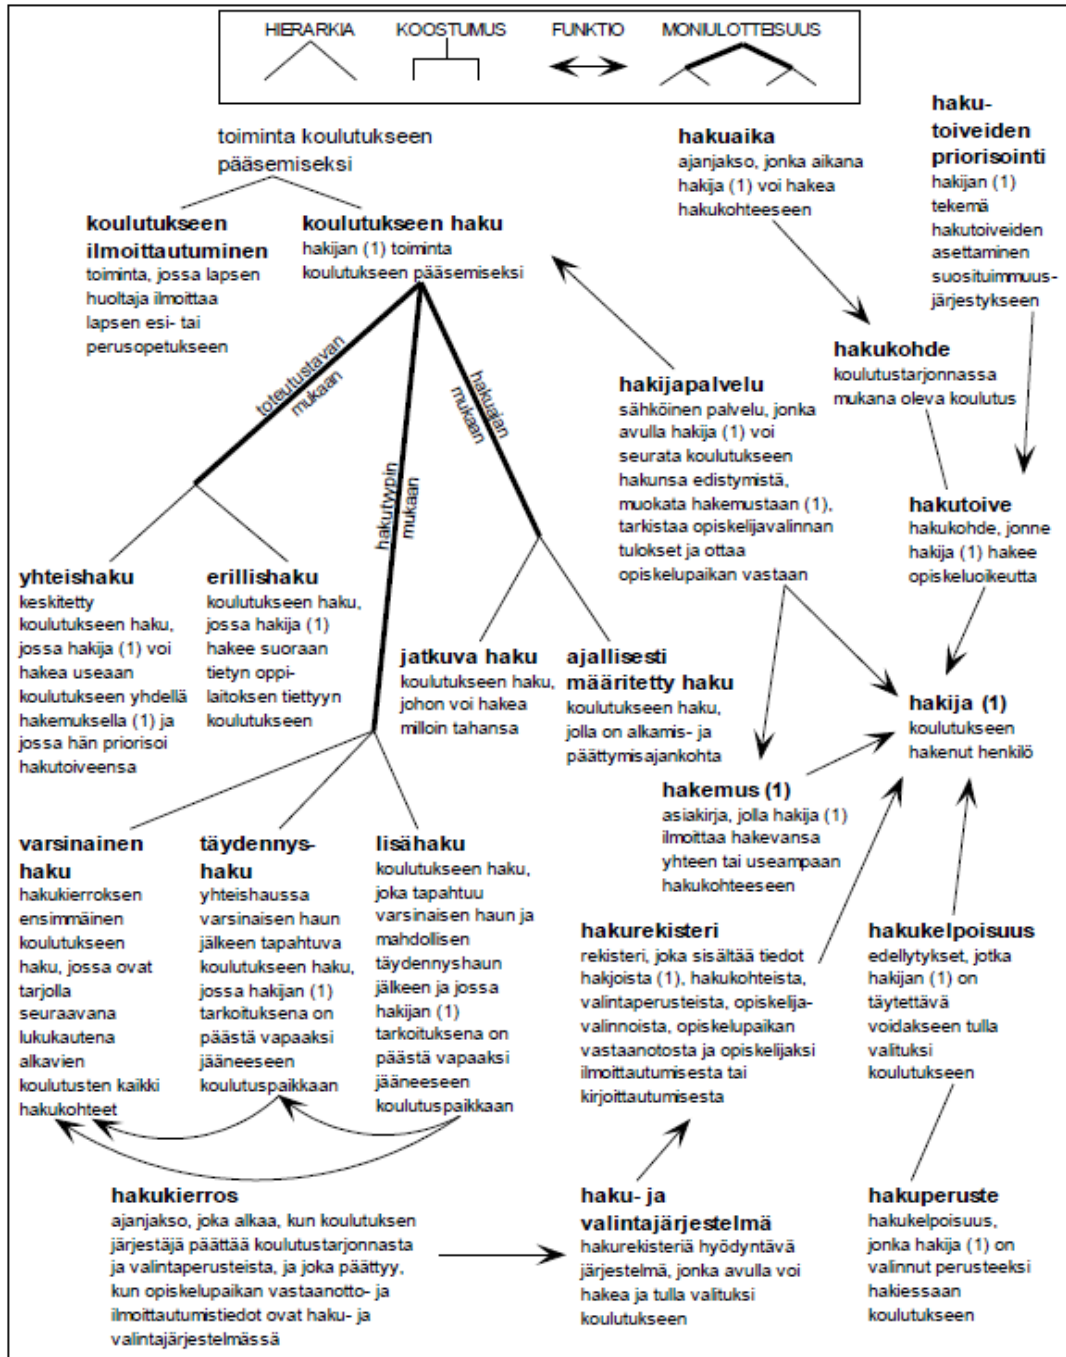 HIERARKIA
KOOSTUMUS
FUNKTIO
MONIULOTTEISUUS
toiminta koulutukseen
pääsemiseksi
koulutukseen
ilmoittautuminen
toiminta, jossa lapsen
huoltaja ilmoittaa
lapsen esi- tai
perusopetukseen
koulutukseen haku
hakijan (1) toiminta
koulutukseen pääsemiseksi
hakuaika
ajanjakso, jonka aikana
hakija (1) voi hakea
hakukohteeseen
haku-
toiveiden
priorisointi
hakijan (1)
tekemä
hakutoiveiden
asettaminen
suosituimmuus-
järjestykseen
toteutustavan
mukaan
hakutyypin
mukaan
hakuajan
mukaan
hakijapalvelu
sähköinen palvelu, jonka
avulla hakija (1) voi
seurata koulutukseen
hakunsa edistymistä,
muokata hakemustaan (1),
tarkistaa opiskelijavalinnan
tulokset ja ottaa
opiskelupaikan vastaan
hakukohde
koulutustarjonnassa
mukana oleva koulutus
hakutoive
hakukohde, jonne
hakija (1) hakee
opiskeluoikeutta
yhteishaku
keskitetty
koulutukseen haku,
jossa hakija (1) voi
hakea useaan
koulutukseen yhdellä
hakemuksella (1) ja
jossa hän priorisoi
hakutoiveensa
erillishaku
koulutukseen haku,
jossa hakija (1)
hakee suoraan
tietyn oppi-
laitoksen tiettyyn
koulutukseen
jatkuva haku
koulutukseen haku,
johon voi hakea
milloin tahansa
ajallisesti
määritetty haku
koulutukseen haku,
jolla on alkamis- ja
päättymisajankohta
hakija (1)
koulutukseen
hakenut henkilö
hakemus (1)
asiakirja, jolla hakija (1)
ilmoittaa hakevansa
yhteen tai useampaan
hakukohteeseen
varsinainen
haku
hakukierroksen
ensimmäinen
koulutukseen
haku, jossa ovat
tarjolla
seuraavana
lukukautena
alkavien
koulutusten kaikki
hakukohteet
täydennys-
haku
yhteishaussa
varsinaisen haun
jälkeen tapahtuva
koulutukseen haku,
jossa hakijan (1)
tarkoituksena on
päästä vapaaksi
jääneeseen
koulutuspaikkaan
lisähaku
koulutukseen haku,
joka tapahtuu
varsinaisen haun ja
mahdollisen
täydennyshaun
jälkeen ja jossa
hakijan (1)
tarkoituksena on
päästä vapaaksi
jääneeseen
koulutuspaikkaan
hakurekisteri
rekisteri, joka sisältää tiedot
hakjoista (1), hakukohteista,
valintaperusteista, opiskelija-
valinnoista, opiskelupaikan
vastaanotosta ja opiskelijaksi
ilmoittautumisesta tai
kirjoittautumisesta
hakukelpoisuus
edellytykset, jotka
hakijan (1) on
täytettävä
voidakseen tulla
valituksi
koulutukseen
hakukierros
ajanjakso, joka alkaa, kun koulutuksen
järjestäjä päättää koulutustarjonnasta
ja valintaperusteista, ja joka päättyy,
kun opiskelupaikan vastaanotto- ja
ilmoittautumistiedot ovat haku- ja
valintajärjestelmässä
haku- ja
valintajärjestelmä
hakurekisteriä hyödyntävä
järjestelmä, jonka avulla voi
hakea ja tulla valituksi
koulutukseen
hakuperuste
hakukelpoisuus,
jonka hakija (1) on
valinnut perusteeksi
hakiessaan
koulutukseen